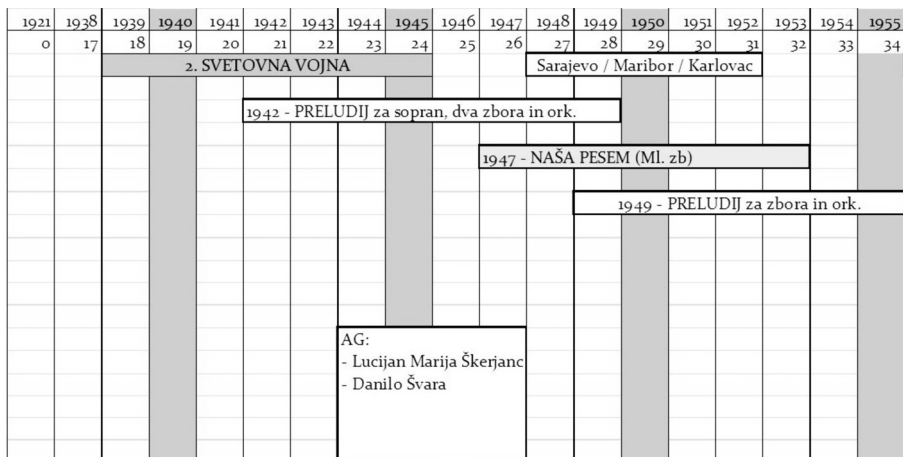 1921 1938 1939 1940 1941 1942 1943 1944 1945 1946 1947 1948 1949 1950 1951 1952 1953 1954 1955
0 17 18 19 20 21 22 23 24 25 26 27 28 29 30 31 32 33 34
2. SVETOVNA VOJNA Sarajevo / Maribor / Karlovac
1942 - PRELUDIJ za sopran, dva zbora in ork.
1947 - NAŠA PESEM (Ml. zb)
1949 - PRELUDIJ za zbora in ork.
AG:
- Lucijan Marija Škerjanc
- Danilo Švara